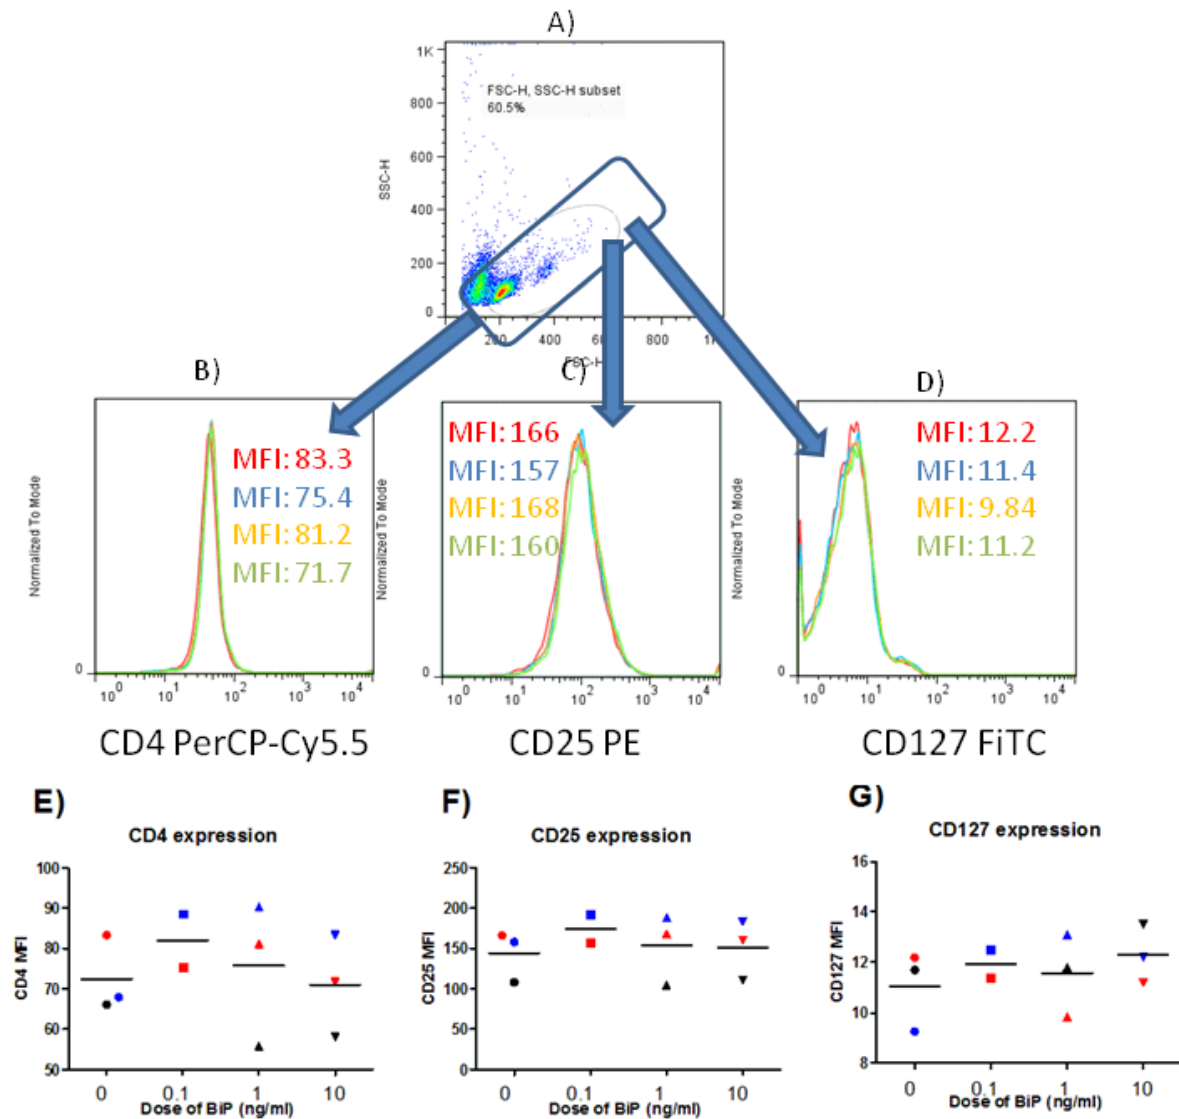 A)
1K
FSC-H, SSC-H subset
60.5%
800
600
SSC-H
400
200
0
200 400 600 800
FSC-H
B)
C)
D)
MFI: 83.3
MFI: 75.4
MFI: 81.2
MFI: 71.7
Normalized To Mode
0
10^0 10^1 10^2 10^3 10^4
CD4 PerCP-Cy5.5
MFI: 166
MFI: 157
MFI: 168
MFI: 160
Normalized To Mode
0
10^0 10^1 10^2 10^3 10^4
CD25 PE
MFI: 12.2
MFI: 11.4
MFI: 9.84
MFI: 11.2
Normalized To Mode
0
10^0 10^1 10^2 10^3 10^4
CD127 FiTC
E)
CD4 expression
100
90
80
70
60
50
CD4 MFI
0 0.1 1 10
Dose of BiP (ng/ml)
F)
CD25 expression
250
200
150
100
50
0
CD25 MFI
0 0.1 1 10
Dose of BiP (ng/ml)
G)
CD127 expression
16
14
12
10
8
CD127 MFI
0 0.1 1 10
Dose of BiP (ng/ml)